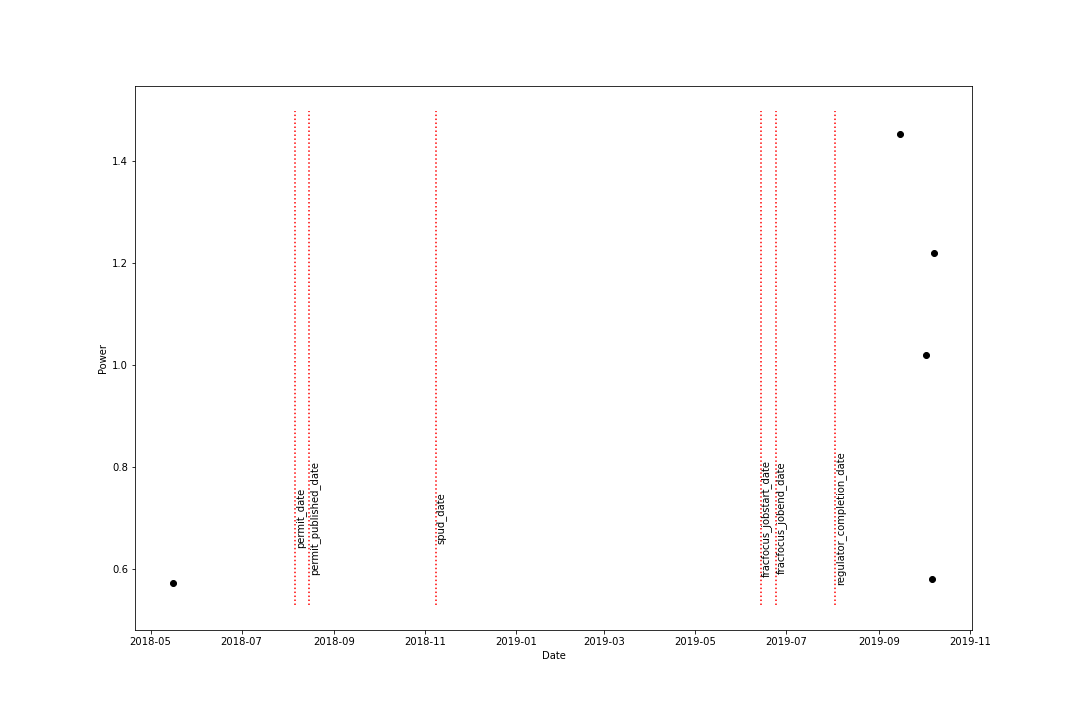 1.4
1.2
1.0
0.8
0.6
Power
permit_date
permit_published_date
spud_date
fracfocus_jobstart_date
fracfocus_jobend_date
regulator_completion_date
2018-05 2018-07 2018-09 2018-11 2019-01 2019-03 2019-05 2019-07 2019-09 2019-11
Date